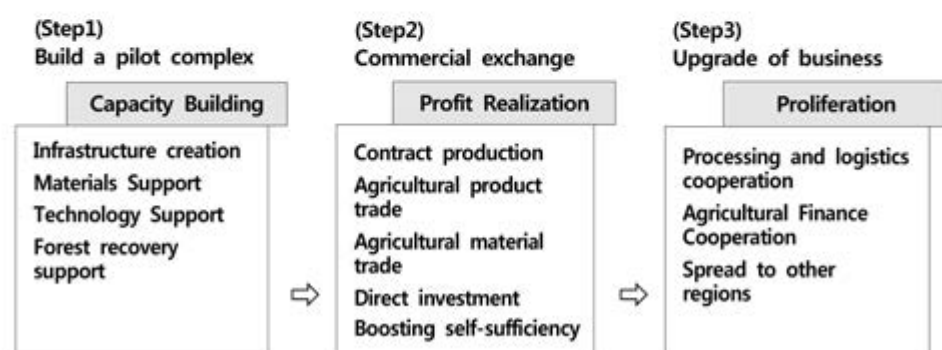 (Step1)
Build a pilot complex
Capacity Building
Infrastructure creation
Materials Support
Technology Support
Forest recovery
support
(Step2)
Commercial exchange
Profit Realization
Contract production
Agricultural product
trade
Agricultural material
trade
Direct investment
Boosting self-sufficiency
(Step3)
Upgrade of business
Proliferation
Processing and logistics
cooperation
Agricultural Finance
Cooperation
Spread to other
regions